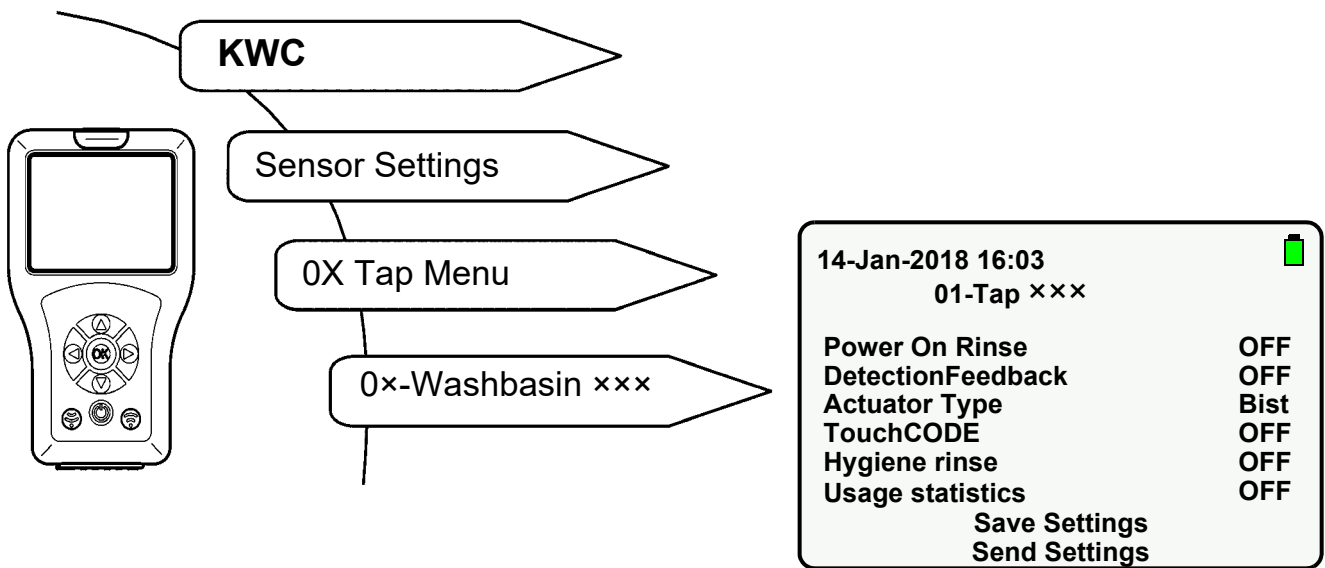 KWC
Sensor Settings
0X Tap Menu
0×-Washbasin ×××
OK
14-Jan-2018 16:03
01-Tap ×××
Power On Rinse OFF
DetectionFeedback OFF
Actuator Type Bist
TouchCODE OFF
Hygiene rinse OFF
Usage statistics OFF
Save Settings
Send Settings